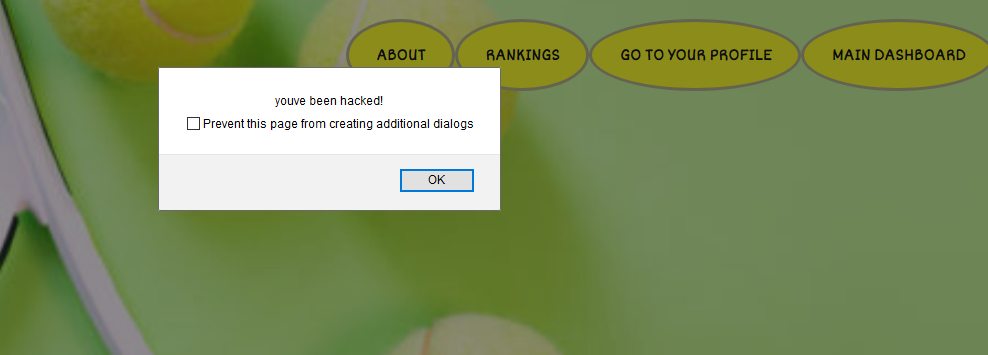 ABOUT RANKINGS GO TO YOUR PROFILE MAIN DASHBOARD
youve been hacked!
Prevent this page from creating additional dialogs
OK